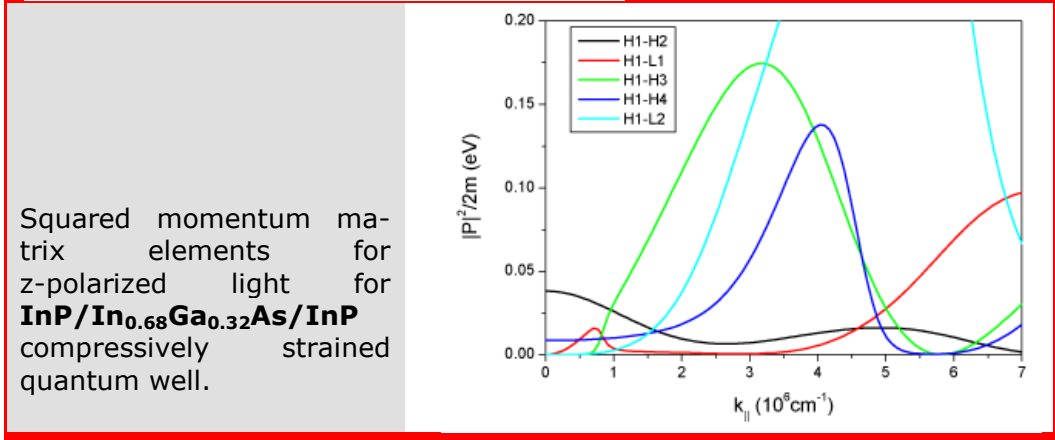 Squared momentum ma-
trix elements for
z-polarized light for
InP/In₀.₆₈Ga₀.₃₂As/InP
compressively strained
quantum well.
0.20
0.15
0.10
0.05
0.00
|P|²/2m (eV)
H1-H2
H1-L1
H1-H3
H1-H4
H1-L2
0 1 2 3 4 5 6 7
k|| (10⁶cm⁻¹)